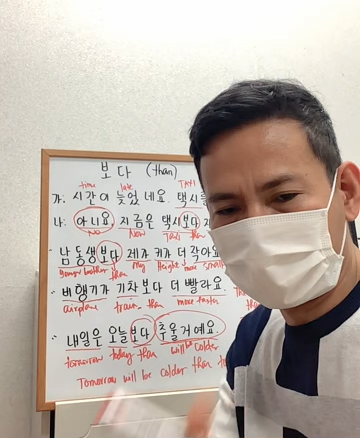 보다 (than)
time late TAXI
가: 시간이 늦었네요. 택시
나: 아니요 지금은 택시보다 지
no Now Taxi than
남동생보다 제가 키가 더 작아요.
than my Height more small
비행기가 기차보다 더 빨라요.
airplane train than more faster
내일은 오늘보다 추울거예요.
tomorrow today than will be colder
Tomorrow will be colder than